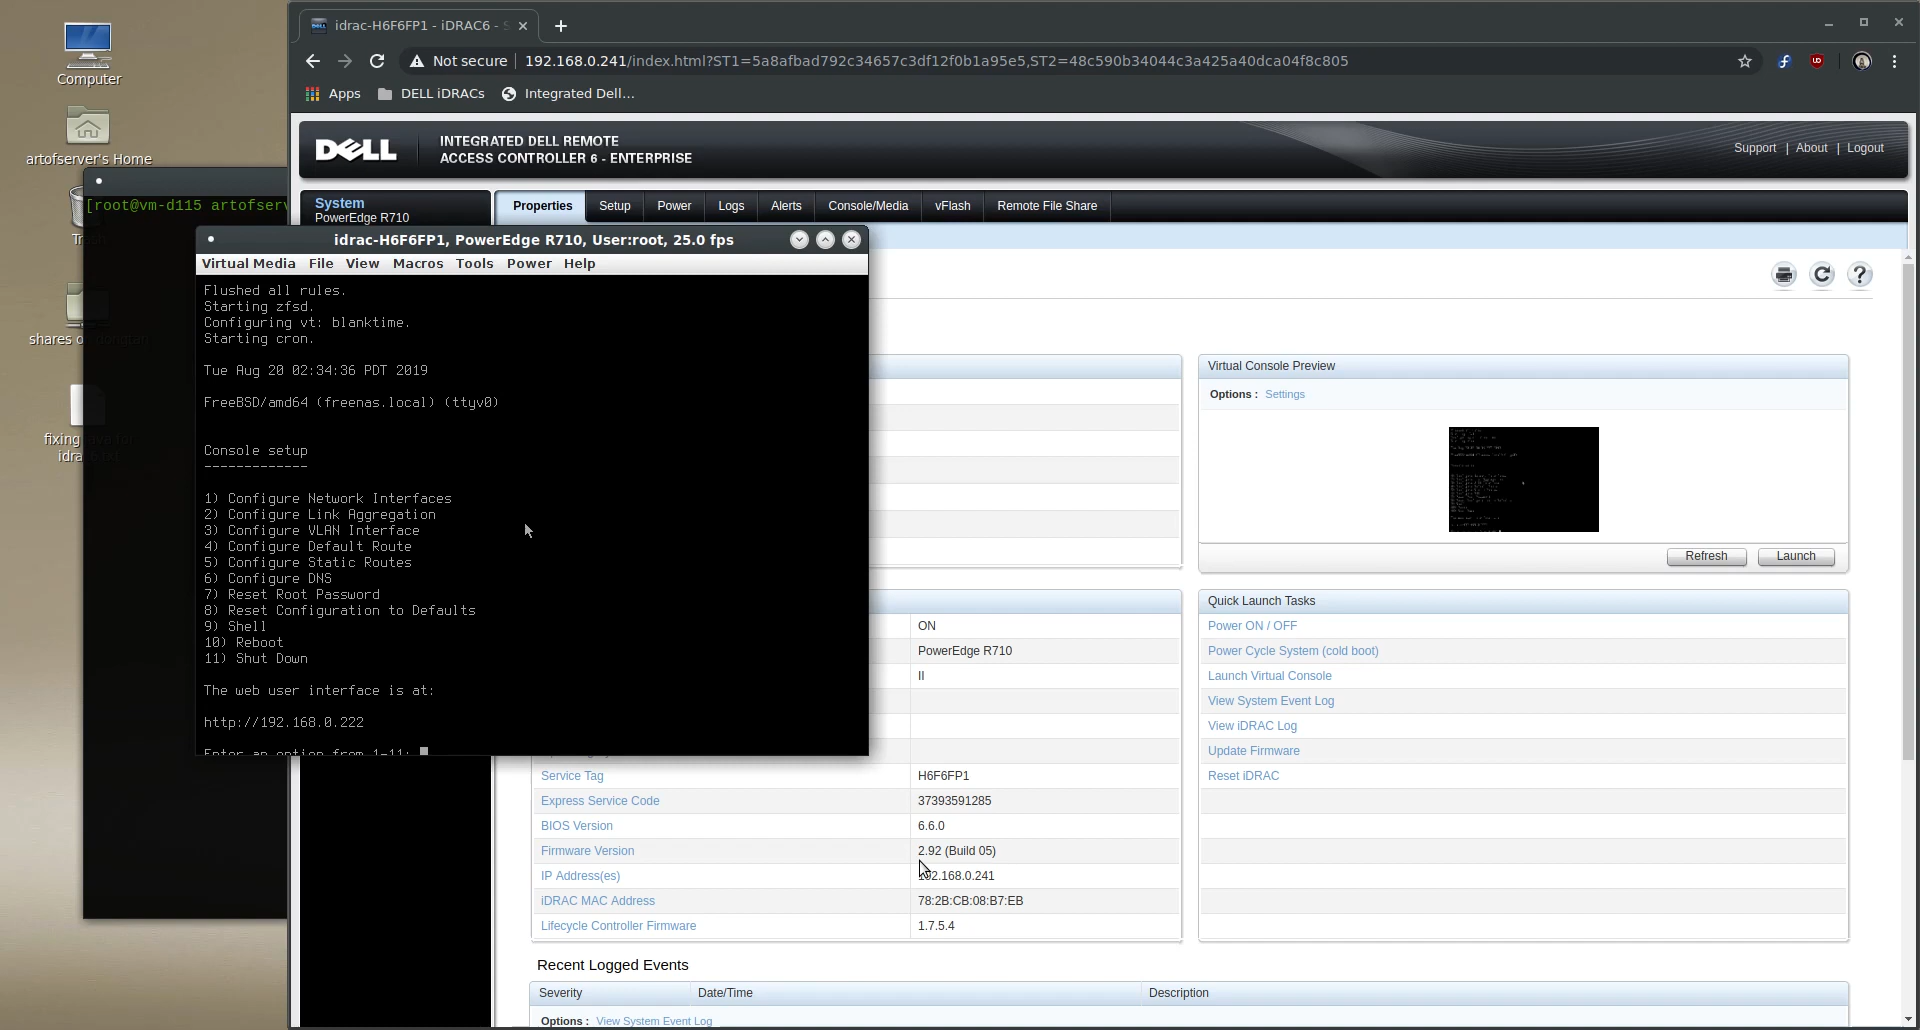 Computer
artofserver's Home
[root@vm-d115 artofserv
idrac-H6F6FP1 - iDRAC6 -
Not secure
192.168.0.241/index.html?ST1=5a8afbad792c34657c3df12f0b1a95e5,ST2=48c590b34044c3a425a40dca04f8c805
Apps
DELL iDRACs
Integrated Dell...
DELL
INTEGRATED DELL REMOTE
ACCESS CONTROLLER 6 - ENTERPRISE
Support | About | Logout
System
PowerEdge R710
Properties
Setup
Power
Logs
Alerts
Console/Media
vFlash
Remote File Share
idrac-H6F6FP1, PowerEdge R710, User:root, 25.0 fps
Virtual Media File View Macros Tools Power Help
Flushed all rules.
Starting zfsd.
Configuring vt: blanktime.
Starting cron.
Tue Aug 20 02:34:36 PDT 2019
FreeBSD/amd64 (freenas.local) (ttyv0)
Console setup
-------------
1) Configure Network Interfaces
2) Configure Link Aggregation
3) Configure VLAN Interface
4) Configure Default Route
5) Configure Static Routes
6) Configure DNS
7) Reset Root Password
8) Reset Configuration to Defaults
9) Shell
10) Reboot
11) Shut Down
The web user interface is at:
http://192.168.0.222
Enter an option from 1-11:
Virtual Console Preview
Options : Settings
Refresh
Launch
ON
PowerEdge R710
II
Service Tag H6F6FP1
Express Service Code 37393591285
BIOS Version 6.6.0
Firmware Version 2.92 (Build 05)
IP Address(es) 192.168.0.241
iDRAC MAC Address 78:2B:CB:08:B7:EB
Lifecycle Controller Firmware 1.7.5.4
Quick Launch Tasks
Power ON / OFF
Power Cycle System (cold boot)
Launch Virtual Console
View System Event Log
View iDRAC Log
Update Firmware
Reset iDRAC
Recent Logged Events
Severity Date/Time Description
Options : View System Event Log